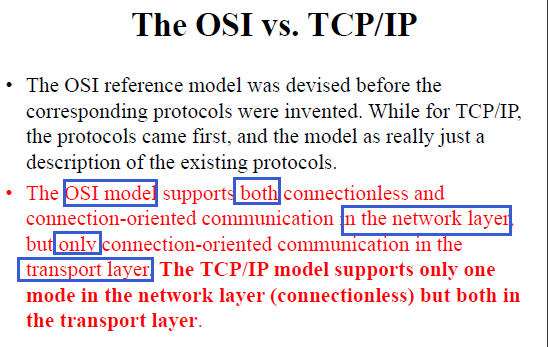 The OSI vs. TCP/IP
• The OSI reference model was devised before the
corresponding protocols were invented. While for TCP/IP,
the protocols came first, and the model as really just a
description of the existing protocols.
• The OSI model supports both connectionless and
connection-oriented communication in the network layer,
but only connection-oriented communication in the
transport layer. The TCP/IP model supports only one
mode in the network layer (connectionless) but both in
the transport layer.